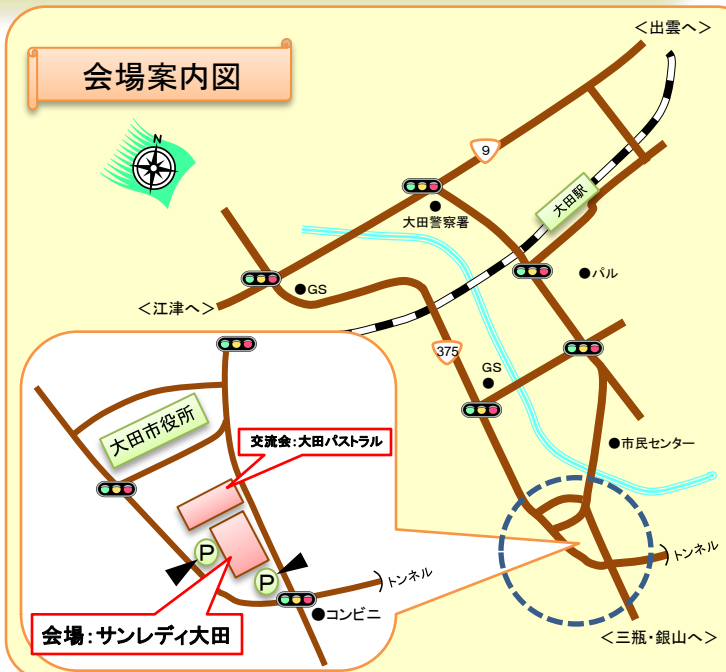 会場案内図
N
<出雲へ>
9
大田警察署
大田駅
パル
GS
<江津へ>
375
GS
市民センター
トンネル
<三瓶・銀山へ>
大田市役所
交流会:大田パストラル
P
P
トンネル
コンビニ
会場:サンレディ大田